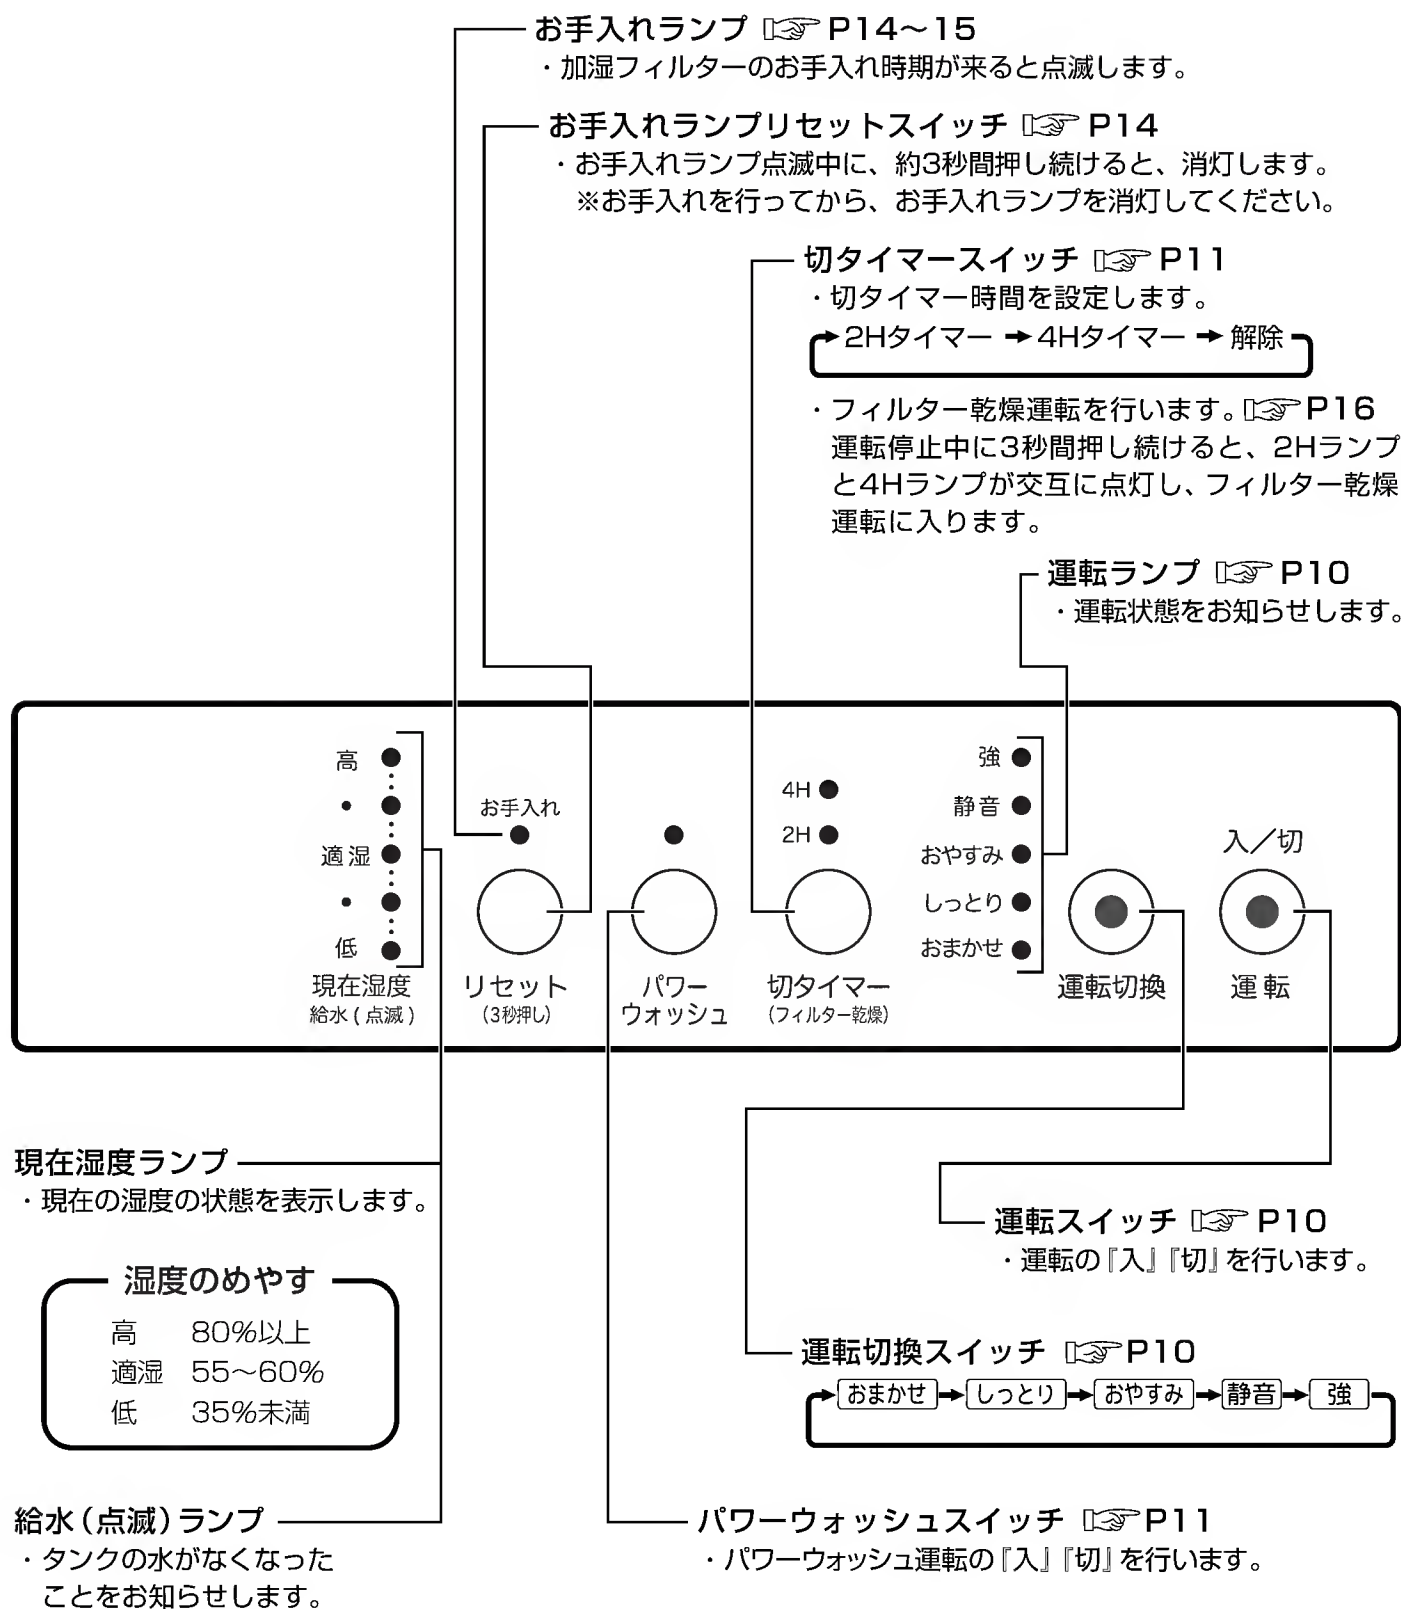 お手入れランプ ☞ P14～15
・加湿フィルターのお手入れ時期が来ると点滅します。
お手入れランプリセットスイッチ ☞ P14
・お手入れランプ点滅中に、約3秒間押し続けると、消灯します。
※お手入れを行ってから、お手入れランプを消灯してください。
切タイマースイッチ ☞ P11
・切タイマー時間を設定します。
➡2Hタイマー ➡4Hタイマー ➡ 解除
・フィルター乾燥運転を行います。☞ P16
運転停止中に3秒間押し続けると、2Hランプ
と4Hランプが交互に点灯し、フィルター乾燥
運転に入ります。
運転ランプ ☞ P10
・運転状態をお知らせします。
高
・
適湿
・
低
現在湿度
給水(点滅)
お手入れ
リセット
(3秒押し)
パワー
ウォッシュ
4H
2H
切タイマー
(フィルター乾燥)
強
静音
おやすみ
しっとり
おまかせ
運転切換
入／切
運転
現在湿度ランプ
・現在の湿度の状態を表示します。
湿度のめやす
高 80%以上
適湿 55～60%
低 35%未満
給水(点滅)ランプ
・タンクの水がなくなった
ことをお知らせします。
運転スイッチ ☞ P10
・運転の『入』『切』を行います。
運転切換スイッチ ☞ P10
➡おまかせ➡しっとり➡おやすみ➡静音➡強
パワーウォッシュスイッチ ☞ P11
・パワーウォッシュ運転の『入』『切』を行います。